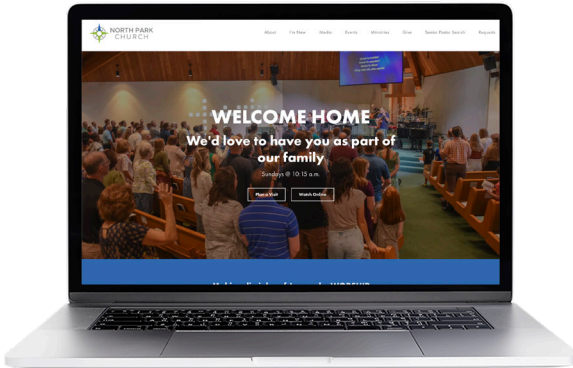 NORTH PARK
CHURCH
About I'm New Media Events Ministries Give Senior Pastor Search Requests
WELCOME HOME
We'd love to have you as part of
our family
Sundays @ 10:15 a.m.
Plan a Visit Watch Online